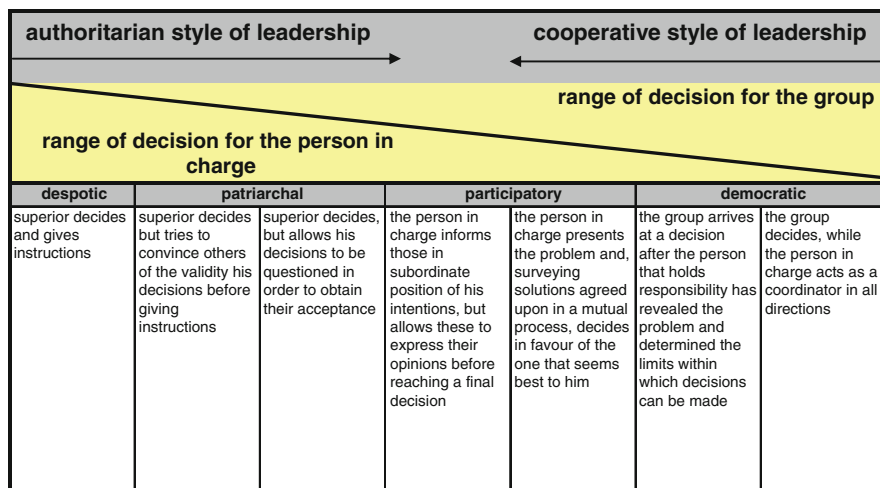 authoritarian style of leadership
cooperative style of leadership
range of decision for the group
range of decision for the person in
charge
despotic
patriarchal
participatory
democratic
superior decides
and gives
instructions
superior decides
but tries to
convince others
of the validity his
decisions before
giving
instructions
superior decides,
but allows his
decisions to be
questioned in
order to obtain
their acceptance
the person in
charge informs
those in
subordinate
position of his
intentions, but
allows these to
express their
opinions before
reaching a final
decision
the person in
charge presents
the problem and,
surveying
solutions agreed
upon in a mutual
process, decides
in favour of the
one that seems
best to him
the group arrives
at a decision
after the person
that holds
responsibility has
revealed the
problem and
determined the
limits within
which decisions
can be made
the group
decides, while
the person in
charge acts as a
coordinator in all
directions